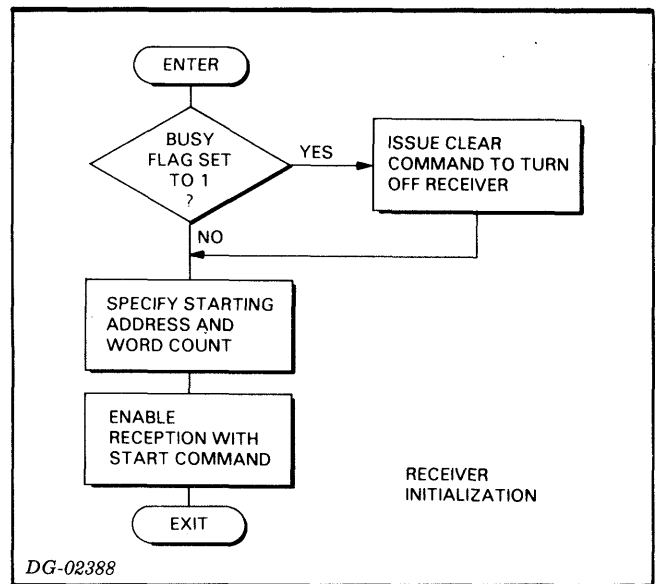 ENTER
BUSY
FLAG SET
TO 1
?
YES
ISSUE CLEAR
COMMAND TO TURN
OFF RECEIVER
NO
SPECIFY STARTING
ADDRESS AND
WORD COUNT
ENABLE
RECEPTION WITH
START COMMAND
RECEIVER
INITIALIZATION
EXIT
DG-02388